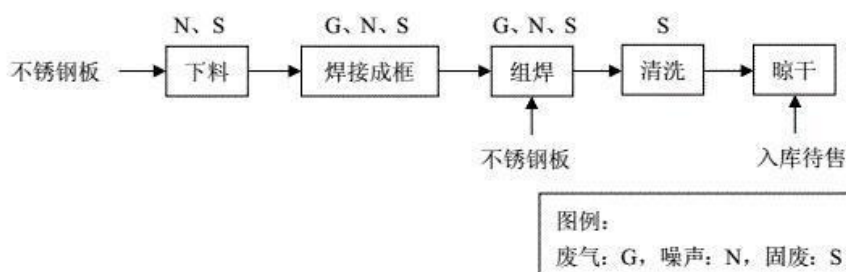 N、S
G、N、S
G、N、S
S
不锈钢板
下料
焊接成框
组焊
清洗
晾干
不锈钢板
入库待售
图例：
废气：G，噪声：N，固废：S